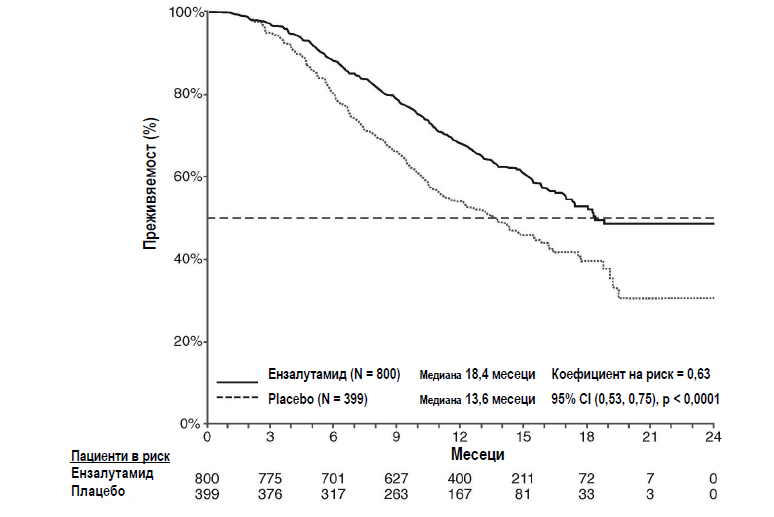 100%
80%
60%
40%
20%
0%
Преживяемост (%)
Ензалутамид (N = 800) Медиана 18,4 месеци Коефициент на риск = 0,63
Placebo (N = 399) Медиана 13,6 месеци 95% CI (0,53, 0,75), p < 0,0001
0 3 6 9 12 15 18 21 24
Месеци
Пациенти в риск
Ензалутамид 800 775 701 627 400 211 72 7 0
Плацебо 399 376 317 263 167 81 33 3 0